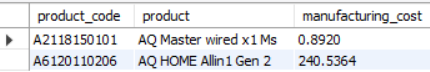 product_code product manufacturing_cost
A2118150101 AQ Master wired x1 Ms 0.8920
A6120110206 AQ HOME Allin1 Gen 2 240.5364